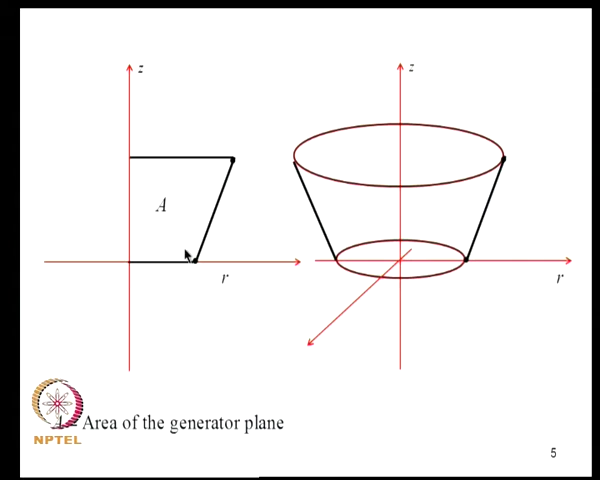 z
z
A
r
r
– Area of the generator plane
NPTEL
5